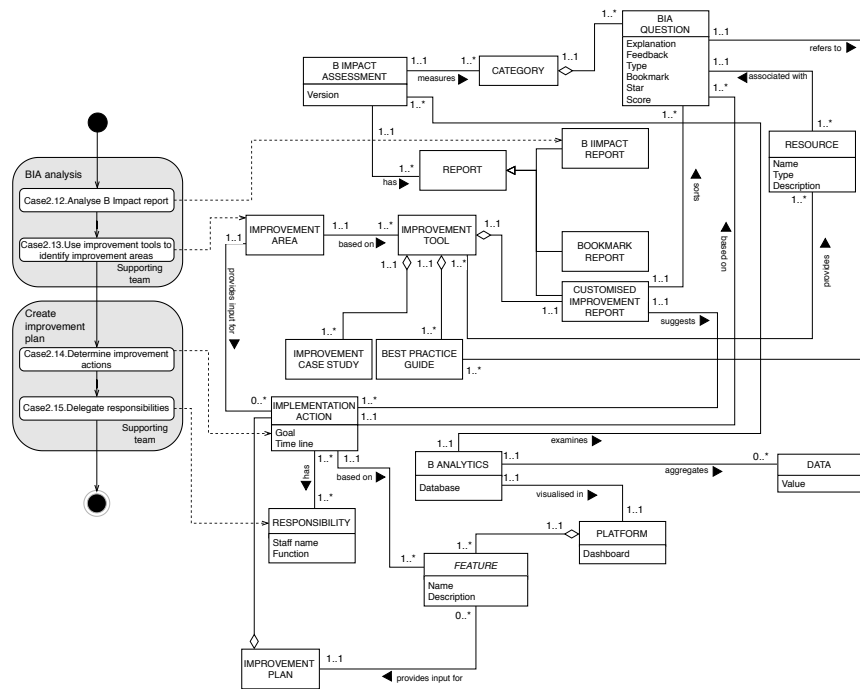 BIA analysis
Case2.12.Analyse B Impact report
Case2.13.Use improvement tools to
identify improvement areas
Supporting
team
Create
improvement
plan
Case2.14.Determine improvement
actions
Case2.15.Delegate responsibilities
Supporting
team
B IMPACT
ASSESSMENT
Version
1..1
1..*
measures
CATEGORY
1..1
1..*
BIA
QUESTION
Explanation
Feedback
Type
Bookmark
Star
Score
1..1
refers to
1..1
associated with
1..*
1..*
1..1
1..*
1..*
has
REPORT
B IIMPACT
REPORT
1..*
RESOURCE
Name
Type
Description
1..*
sorts
based on
provides
IMPROVEMENT
AREA
1..1
1..*
based on
IMPROVEMENT
TOOL
1..1
1..1
1..1
1..1
1..*
BOOKMARK
REPORT
CUSTOMISED
IMPROVEMENT
REPORT
1..1
1..1
1..1
suggests
provides input for
1..*
1..*
IMPROVEMENT
CASE STUDY
BEST PRACTICE
GUIDE
1..*
0..*
IMPLEMENTATION
ACTION
Goal
Time line
1..*
1..1
1..*
1..1
has
based on
1..*
RESPONSIBILITY
Staff name
Function
1..1
examines
B ANALYTICS
Database
1..1
0..*
aggregates
DATA
Value
1..1
visualised in
1..1
PLATFORM
Dashboard
1..1
1..*
1..*
FEATURE
Name
Description
0..*
1..1
provides input for
IMPROVEMENT
PLAN